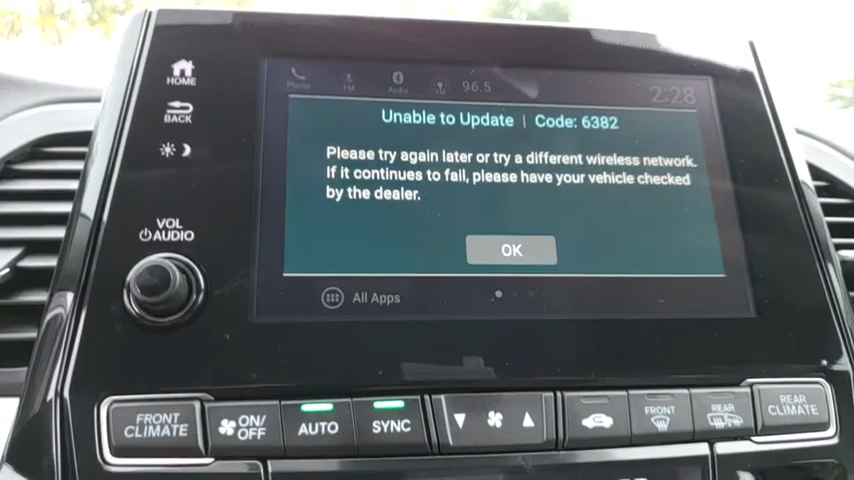 HOME
BACK
VOL
AUDIO
Phone
FM
Audio
96.5
2:28
Unable to Update | Code: 6382
Please try again later or try a different wireless network.
If it continues to fail, please have your vehicle checked
by the dealer.
OK
All Apps
FRONT
CLIMATE
ON/
OFF
AUTO
SYNC
FRONT
REAR
REAR
CLIMATE